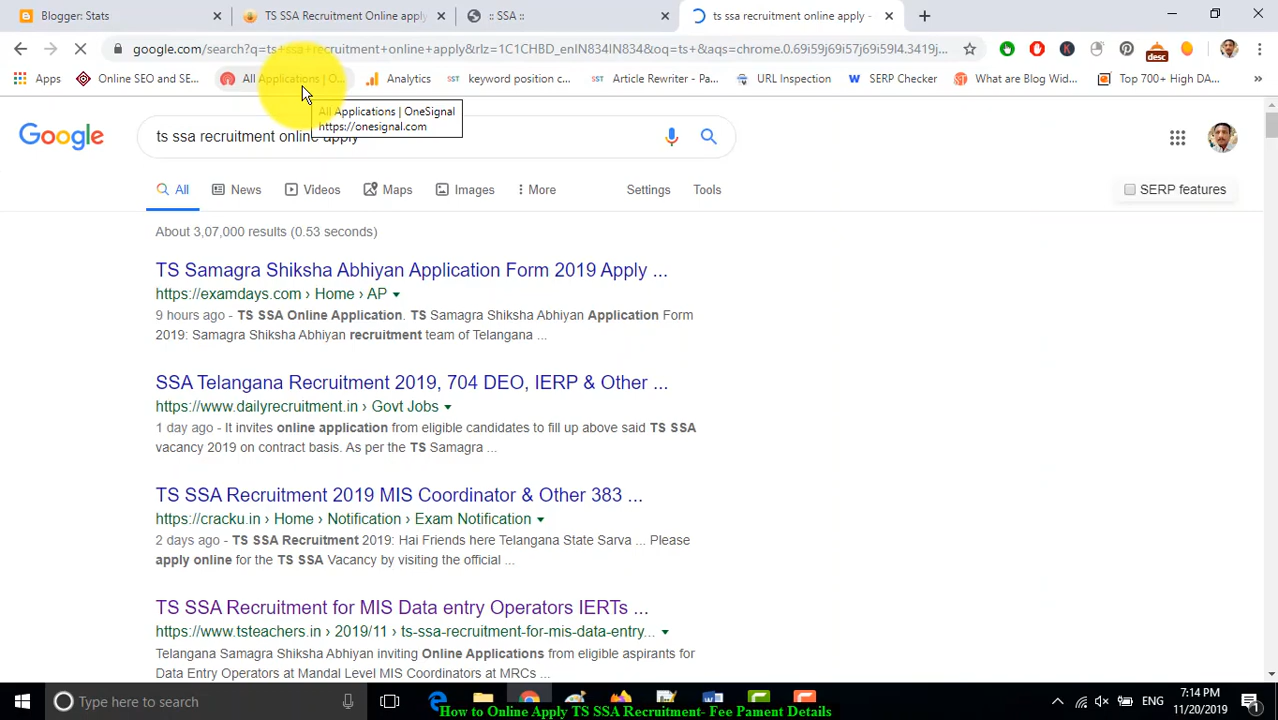 Blogger: Stats
TS SSA Recruitment Online apply
:: SSA ::
ts ssa recruitment online apply -
google.com/search?q=ts+ssa+recruitment+online+apply&rlz=1C1CHBD_enIN834IN834&oq=ts+&aqs=chrome.0.69i59j69i57j69i59l4.3419j...
Apps
Online SEO and SE...
All Applications | O...
Analytics
keyword position c...
Article Rewriter - Pa...
URL Inspection
SERP Checker
What are Blog Wid...
Top 700+ High DA...
desc
All Applications | OneSignal
https://onesignal.com
Google
ts ssa recruitment online apply
All
News
Videos
Maps
Images
More
Settings
Tools
SERP features
About 3,07,000 results (0.53 seconds)
TS Samagra Shiksha Abhiyan Application Form 2019 Apply ...
https://examdays.com › Home › AP
9 hours ago - TS SSA Online Application. TS Samagra Shiksha Abhiyan Application Form
2019: Samagra Shiksha Abhiyan recruitment team of Telangana ...
SSA Telangana Recruitment 2019, 704 DEO, IERP & Other ...
https://www.dailyrecruitment.in › Govt Jobs
1 day ago - It invites online application from eligible candidates to fill up above said TS SSA
vacancy 2019 on contract basis. As per the TS Samagra ...
TS SSA Recruitment 2019 MIS Coordinator & Other 383 ...
https://cracku.in › Home › Notification › Exam Notification
2 days ago - TS SSA Recruitment 2019: Hai Friends here Telangana State Sarva ... Please
apply online for the TS SSA Vacancy by visiting the official ...
TS SSA Recruitment for MIS Data entry Operators IERTs ...
https://www.tsteachers.in › 2019/11 › ts-ssa-recruitment-for-mis-data-entry...
Telangana Samagra Shiksha Abhiyan inviting Online Applications from eligible aspirants for
Data Entry Operators at Mandal Level MIS Coordinators at MRCs ...
Type here to search
ENG
7:14 PM
11/20/2019
1
How to Online Apply TS SSA Recruitment- Fee Pament Details